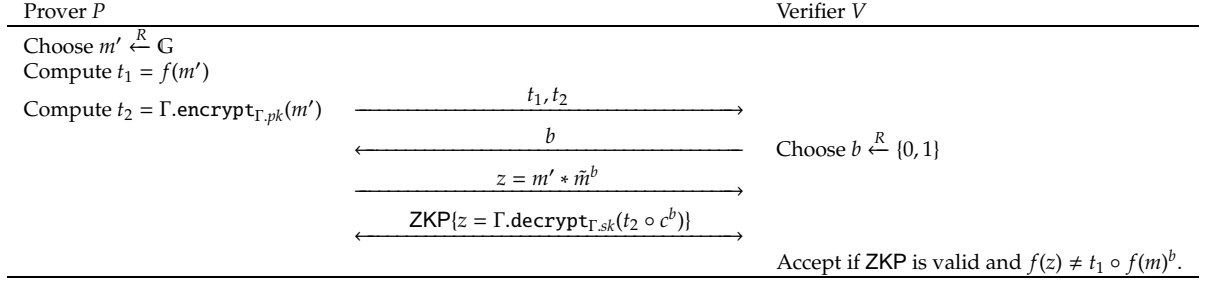 Prover P Verifier V
Choose m′ ←R 𝔾
Compute t₁ = f(m′)
Compute t₂ = Γ.encrypt_Γ.pk(m′)
t₁, t₂
b
Choose b ←R {0, 1}
z = m′ ∗ m̃ᵇ
ZKP{z = Γ.decrypt_Γ.sk(t₂ ∘ cᵇ)}
Accept if ZKP is valid and f(z) ≠ t₁ ∘ f(m)ᵇ.